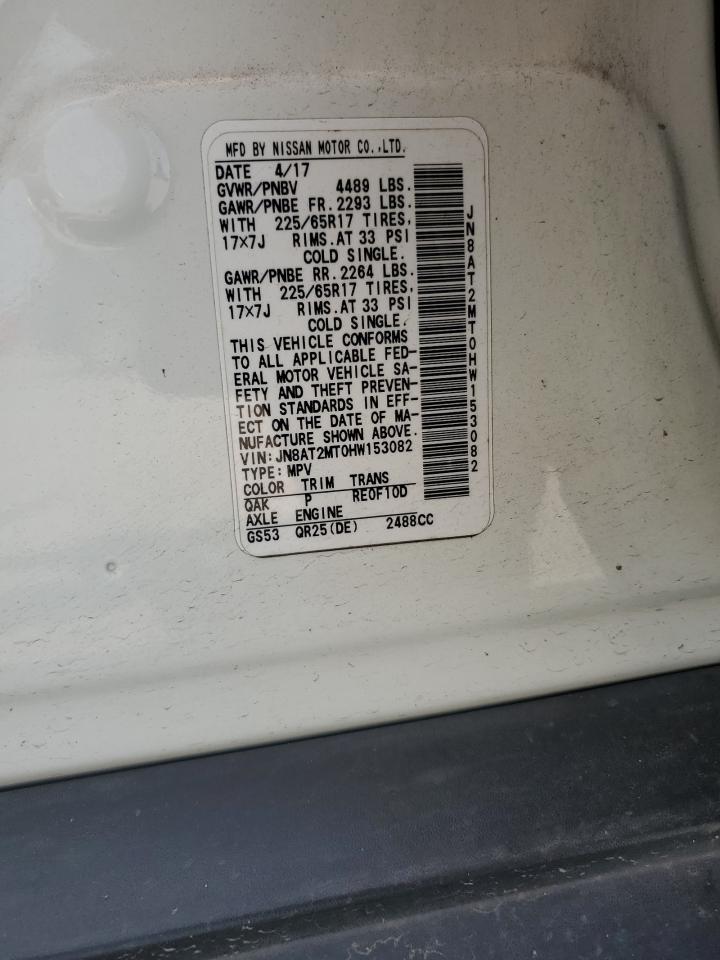 MFD BY NISSAN MOTOR CO.,LTD.
DATE 4/17
GVWR/PNBV 4489 LBS.
GAWR/PNBE FR. 2293 LBS.
WITH 225/65R17 TIRES,
17×7J RIMS.AT 33 PSI
COLD SINGLE.
GAWR/PNBE RR. 2264 LBS.
WITH 225/65R17 TIRES,
17×7J RIMS.AT 33 PSI
COLD SINGLE.
THIS VEHICLE CONFORMS
TO ALL APPLICABLE FED-
ERAL MOTOR VEHICLE SA-
FETY AND THEFT PREVEN-
TION STANDARDS IN EFF-
ECT ON THE DATE OF MA-
NUFACTURE SHOWN ABOVE.
VIN: JN8AT2MT0HW153082
TYPE: MPV
COLOR TRIM TRANS
QAK P RE0F10D
AXLE ENGINE
GS53 QR25(DE) 2488CC
JN8AT2MT0HW153082